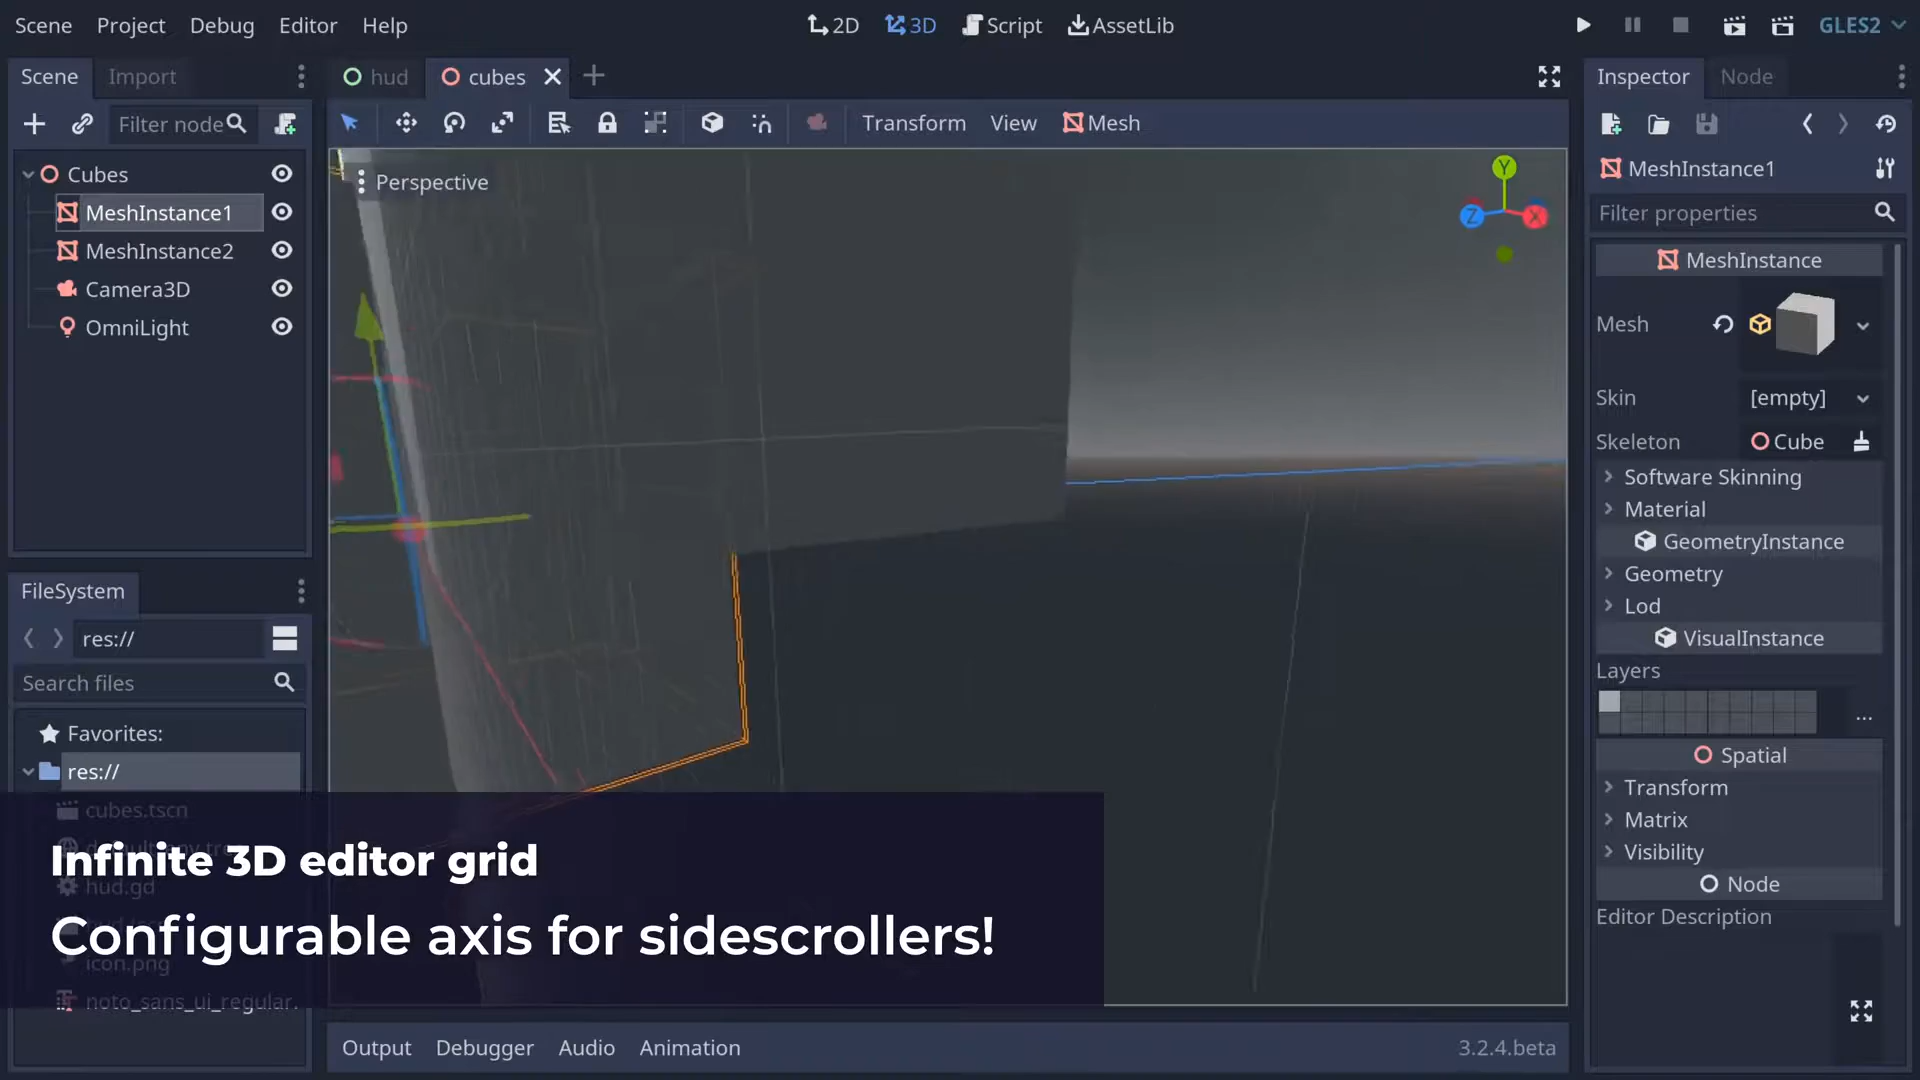 Scene Project Debug Editor Help
2D 3D Script AssetLib
GLES2
Scene Import
hud cubes
Inspector Node
Filter node
Transform View Mesh
Perspective
Y
Z X
Cubes
MeshInstance1
MeshInstance2
Camera3D
OmniLight
FileSystem
res://
Search files
Favorites:
res://
cubes.tscn
hud.gd
icon.png
noto_sans_ui_regular.
Infinite 3D editor grid
Configurable axis for sidescrollers!
Output Debugger Audio Animation
3.2.4.beta
MeshInstance1
Filter properties
MeshInstance
Mesh
Skin [empty]
Skeleton Cube
Software Skinning
Material
GeometryInstance
Geometry
Lod
VisualInstance
Layers
...
Spatial
Transform
Matrix
Visibility
Node
Editor Description